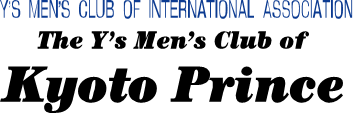 Y'S MEN'S CLUB OF INTERNATIONAL ASSOCIATION
The Y's Men's Club of
Kyoto Prince